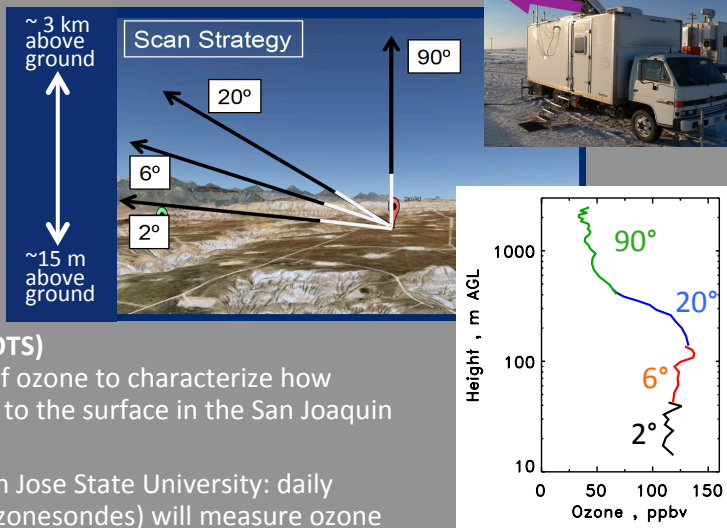 ~ 3 km
above
ground
~15 m
above
ground
Scan Strategy
90º
20º
6º
2º
OTS)
f ozone to characterize how
to the surface in the San Joaquin
n Jose State University: daily
zonesondes) will measure ozone
Height , m AGL
1000
100
10
90°
20°
6°
2°
0
50
100
150
Ozone , ppbv